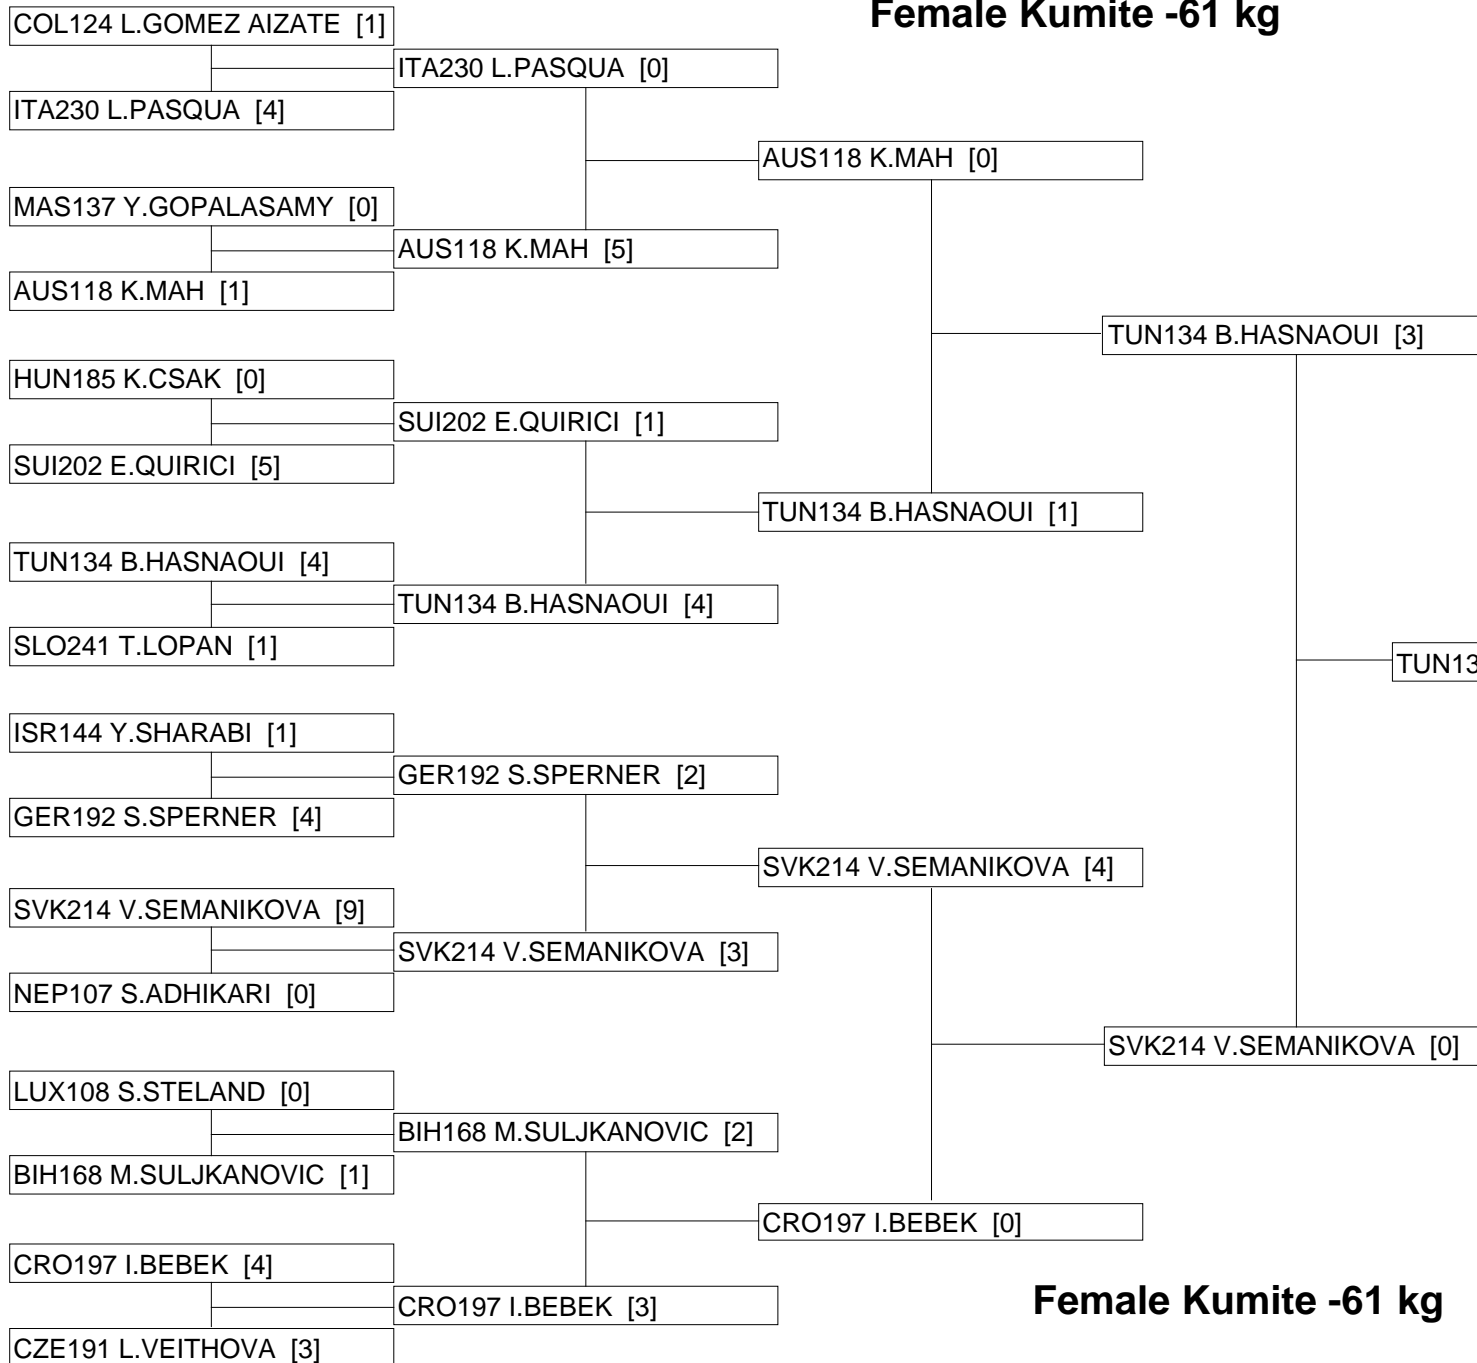 Female Kumite -61 kg
COL124 L.GOMEZ AIZATE [1]
ITA230 L.PASQUA [0]
ITA230 L.PASQUA [4]
AUS118 K.MAH [0]
MAS137 Y.GOPALASAMY [0]
AUS118 K.MAH [5]
AUS118 K.MAH [1]
TUN134 B.HASNAOUI [3]
HUN185 K.CSAK [0]
SUI202 E.QUIRICI [1]
SUI202 E.QUIRICI [5]
TUN134 B.HASNAOUI [1]
TUN134 B.HASNAOUI [4]
TUN134 B.HASNAOUI [4]
SLO241 T.LOPAN [1]
TUN13
ISR144 Y.SHARABI [1]
GER192 S.SPERNER [2]
GER192 S.SPERNER [4]
SVK214 V.SEMANIKOVA [4]
SVK214 V.SEMANIKOVA [9]
SVK214 V.SEMANIKOVA [3]
NEP107 S.ADHIKARI [0]
SVK214 V.SEMANIKOVA [0]
LUX108 S.STELAND [0]
BIH168 M.SULJKANOVIC [2]
BIH168 M.SULJKANOVIC [1]
CRO197 I.BEBEK [0]
CRO197 I.BEBEK [4]
CRO197 I.BEBEK [3]
Female Kumite -61 kg
CZE191 L.VEITHOVA [3]